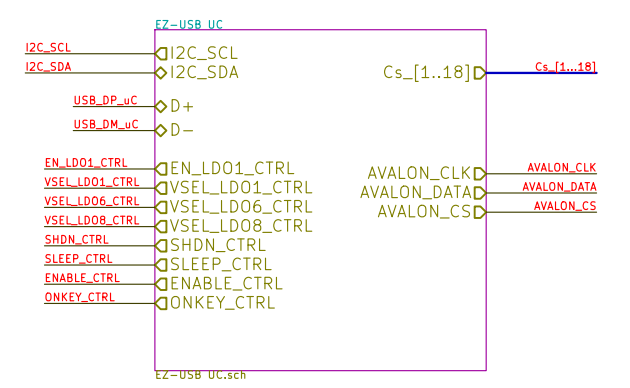 EZ-USB UC
I2C_SCL
I2C_SCL
I2C_SDA
I2C_SDA
Cs_[1..18]
Cs_[1...18]
USB_DP_uC
D+
USB_DM_uC
D-
EN_LDO1_CTRL
EN_LDO1_CTRL
AVALON_CLK
AVALON_CLK
VSEL_LDO1_CTRL
VSEL_LDO1_CTRL
AVALON_DATA
AVALON_DATA
VSEL_LDO6_CTRL
VSEL_LDO6_CTRL
AVALON_CS
AVALON_CS
VSEL_LDO8_CTRL
VSEL_LDO8_CTRL
SHDN_CTRL
SHDN_CTRL
SLEEP_CTRL
SLEEP_CTRL
ENABLE_CTRL
ENABLE_CTRL
ONKEY_CTRL
ONKEY_CTRL
EZ-USB UC.sch